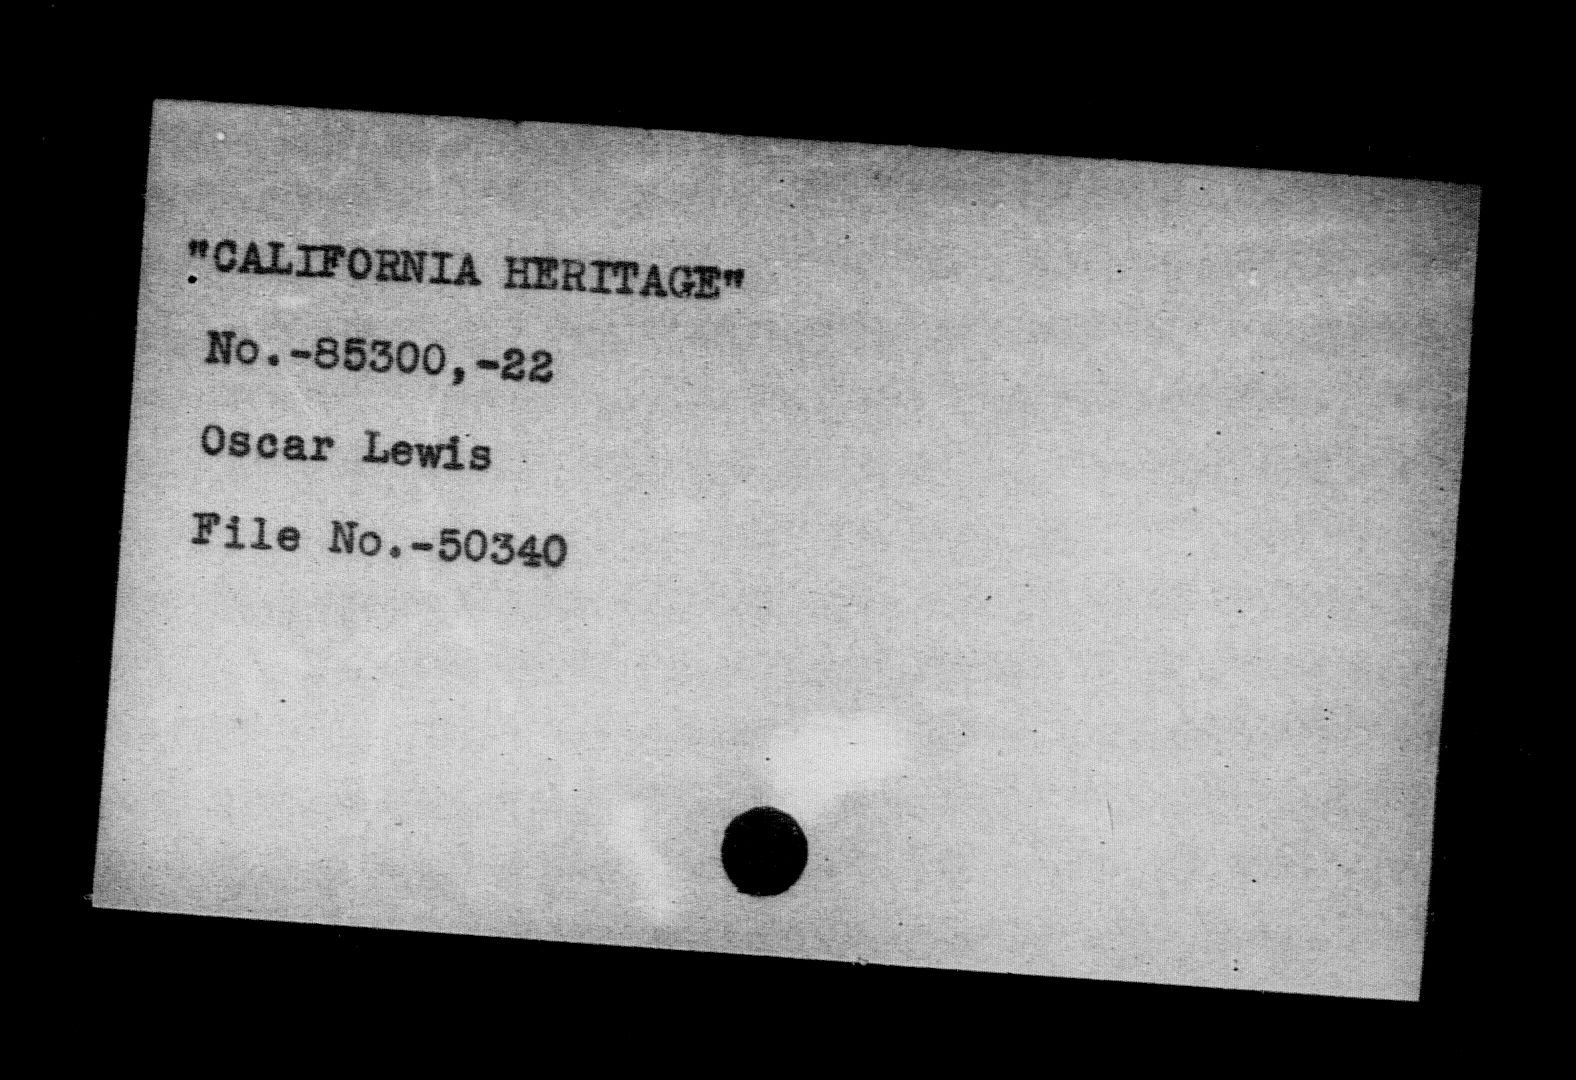 "CALIFORNIA HERITAGE"
No.-85300,-22
Oscar Lewis
File No.-50340